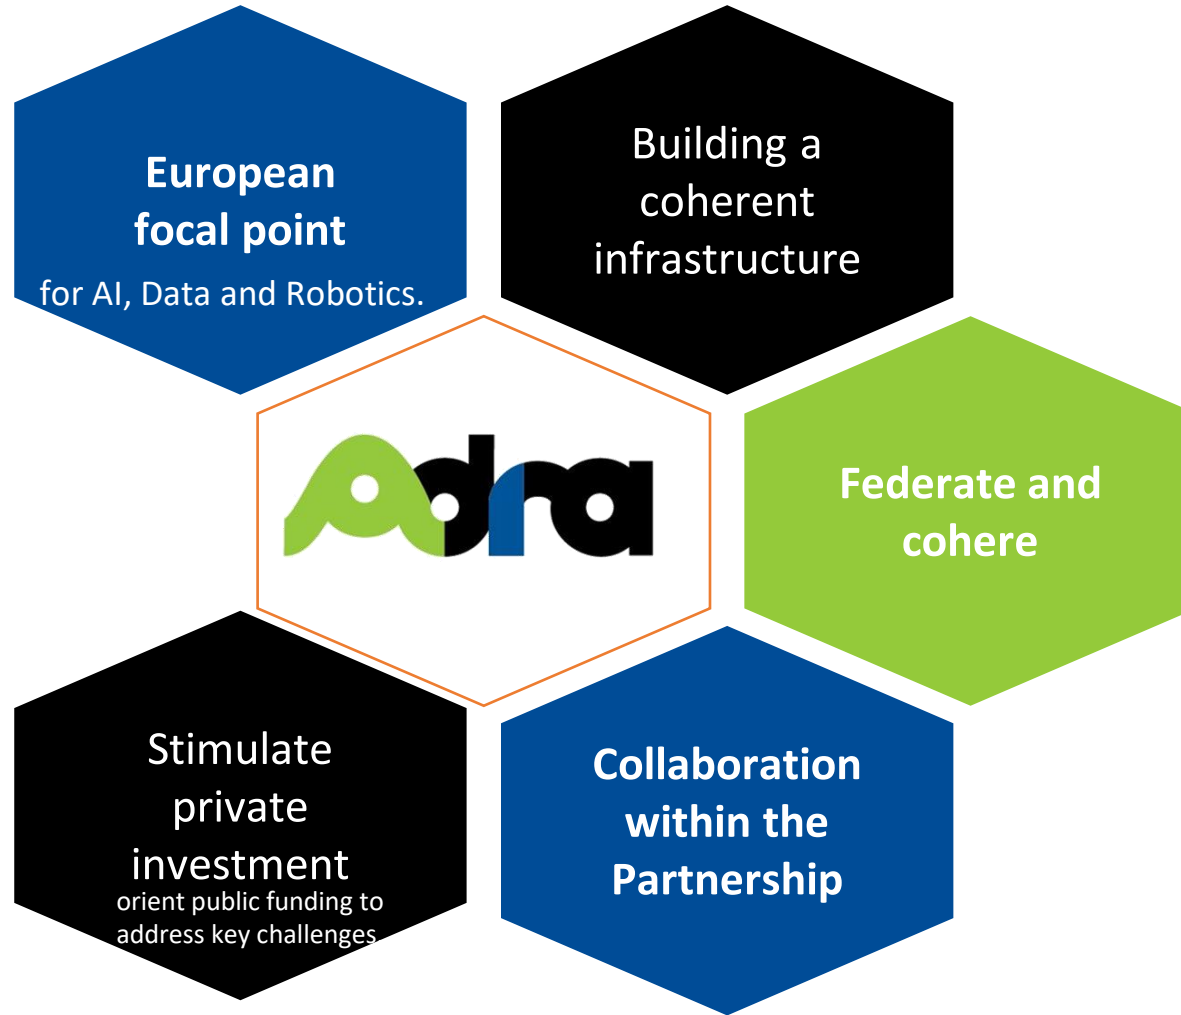 European
focal point
for AI, Data and Robotics.
Building a
coherent
infrastructure
Adra
Federate and
cohere
Stimulate
private
investment
orient public funding to
address key challenges.
Collaboration
within the
Partnership